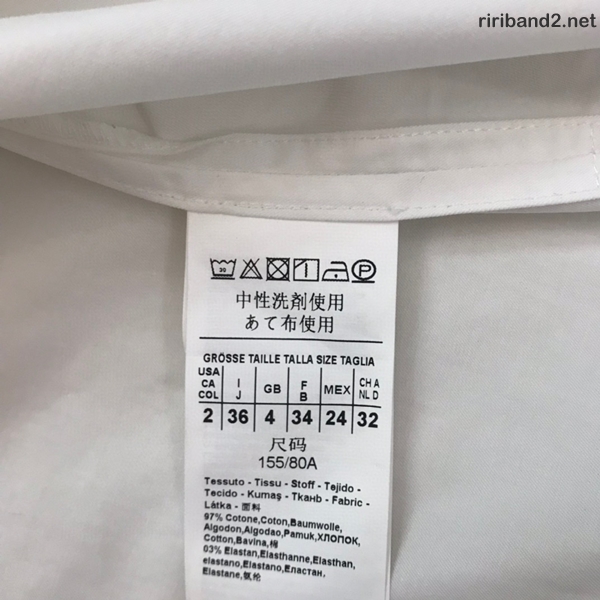 ririband2.net
30
P
中性洗剤使用
あて布使用
GRÖSSE TAILLE TALLA SIZE TAGLIA
USA CA COL I J GB F B MEX CH A NL D
2 36 4 34 24 32
尺码
155/80A
Tessuto - Tissu - Stoff - Tejido -
Tecido - Kumaş - Ткань - Fabric -
Látka - 面料
97% Cotone,Coton,Baumwolle,
Algodon,Algodao,Pamuk,ХЛОПОК,
Cotton,Bavina,棉
03% Elastan,Elasthanne,Elasthan,
elastano,Elastano,Еластан,
Elastane,氨纶